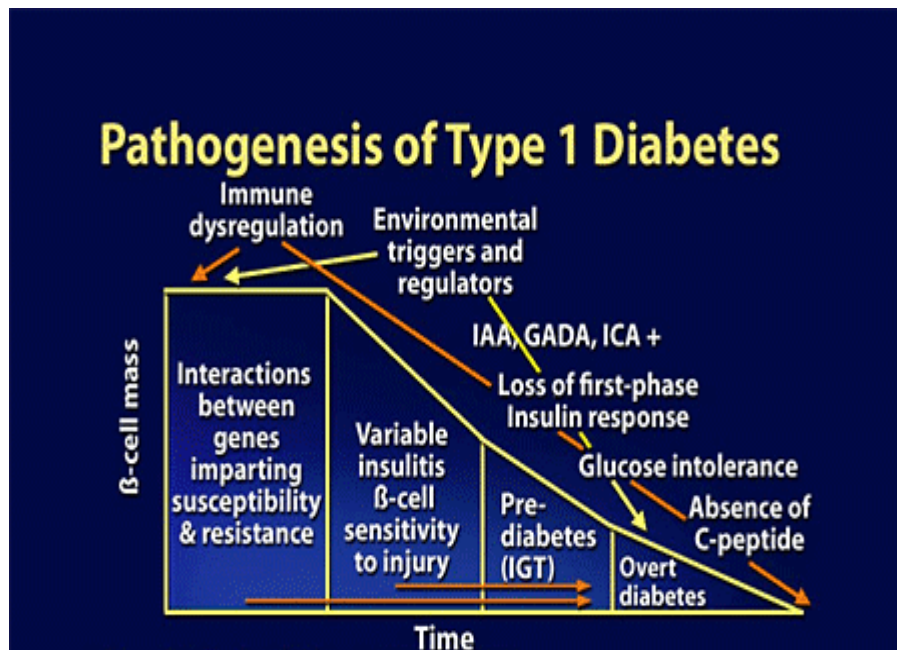 Pathogenesis of Type 1 Diabetes
Immune
dysregulation
Environmental
triggers and
regulators
IAA, GADA, ICA +
Loss of first-phase
Insulin response
Glucose intolerance
Absence of
C-peptide
ß-cell mass
Interactions
between
genes
imparting
susceptibility
& resistance
Variable
insulitis
ß-cell
sensitivity
to injury
Pre-
diabetes
(IGT)
Overt
diabetes
Time